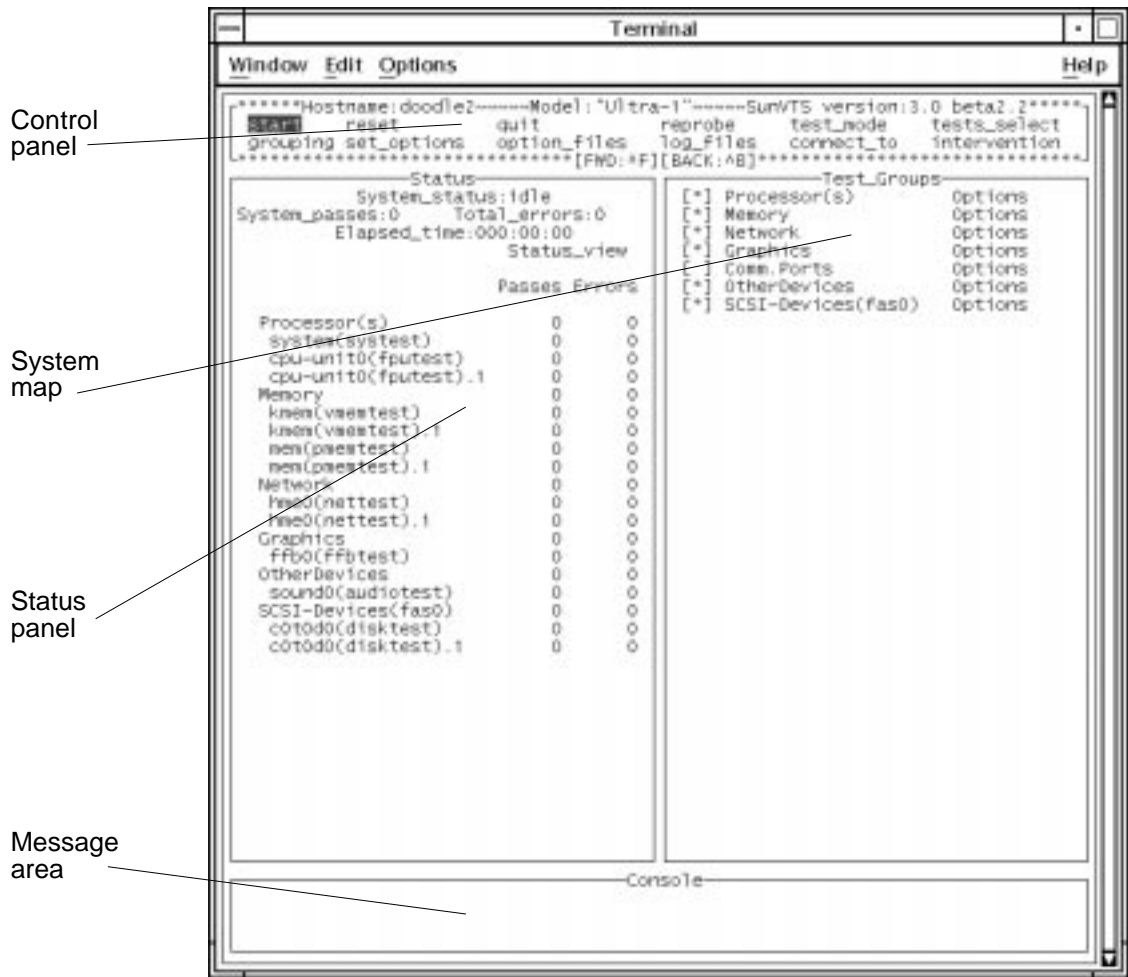 Terminal
Window Edit Options Help
******Hostname:doodle2-----Model:"Ultra-1"-----SunVTS version:3.0 beta2.2*****
start reset quit reprobe test_mode tests_select
grouping set_options option_files log_files connect_to intervention
[FWD:^F][BACK:^B]
Control
panel
Status
System_status:idle
System_passes:0 Total_errors:0
Elapsed_time:000:00:00
Status_view
Passes Errors
Processor(s) 0 0
system(systest) 0 0
cpu-unit0(fputest) 0 0
cpu-unit0(fputest).1 0 0
Memory 0 0
kmem(vmemtest) 0 0
kmem(vmemtest).1 0 0
mem(pmemtest) 0 0
mem(pmemtest).1 0 0
Network 0 0
hme0(nettest) 0 0
hme0(nettest).1 0 0
Graphics 0 0
ffb0(ffbtest) 0 0
OtherDevices 0 0
sound0(audiotest) 0 0
SCSI-Devices(fas0) 0 0
c0t0d0(disktest) 0 0
c0t0d0(disktest).1 0 0
Test_Groups
[*] Processor(s) Options
[*] Memory Options
[*] Network Options
[*] Graphics Options
[ ] Comm.Ports Options
[*] OtherDevices Options
[*] SCSI-Devices(fas0) Options
System
map
Status
panel
Message
area
Console